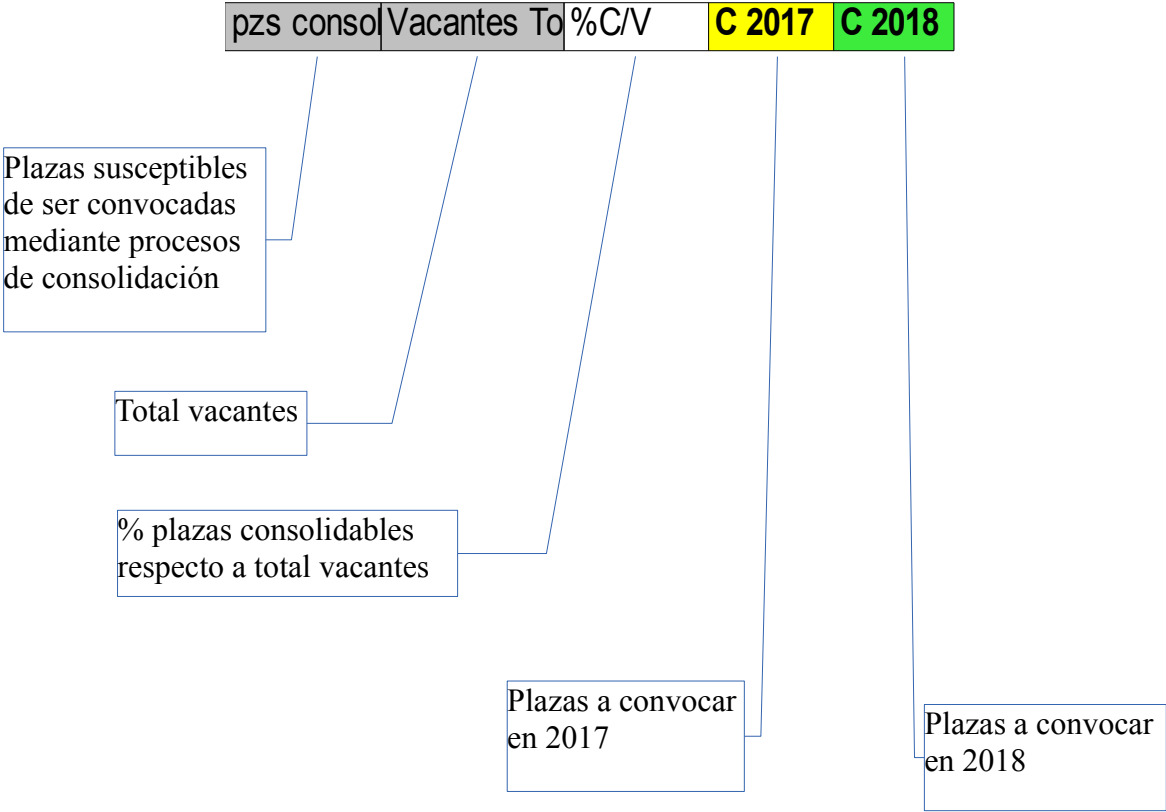 pzs consol Vacantes To %C/V C 2017 C 2018
Plazas susceptibles
de ser convocadas
mediante procesos
de consolidación
Total vacantes
% plazas consolidables
respecto a total vacantes
Plazas a convocar
en 2017
Plazas a convocar
en 2018